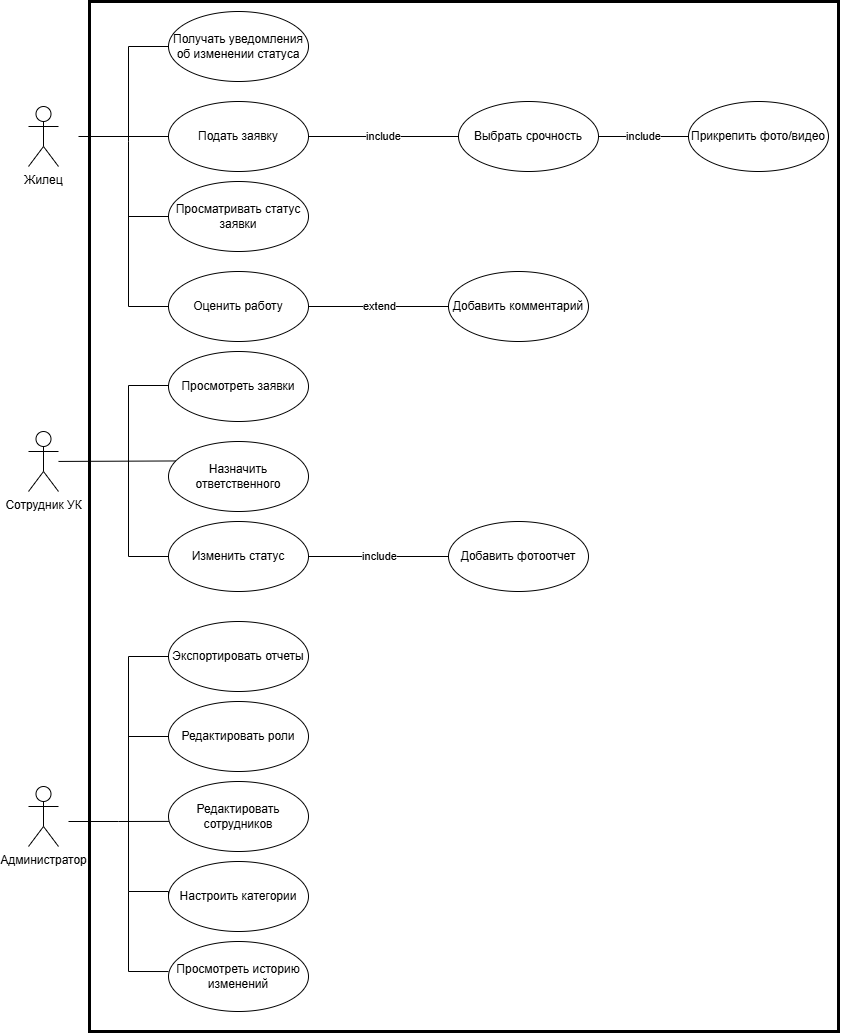 Получать уведомления
об изменении статуса
Жилец
Подать заявку
include
Выбрать срочность
include
Прикрепить фото/видео
Просматривать статус
заявки
Оценить работу
extend
Добавить комментарий
Просмотреть заявки
Сотрудник УК
Назначить
ответственного
Изменить статус
include
Добавить фотоотчет
Экспортировать отчеты
Редактировать роли
Администратор
Редактировать
сотрудников
Настроить категории
Просмотреть историю
изменений